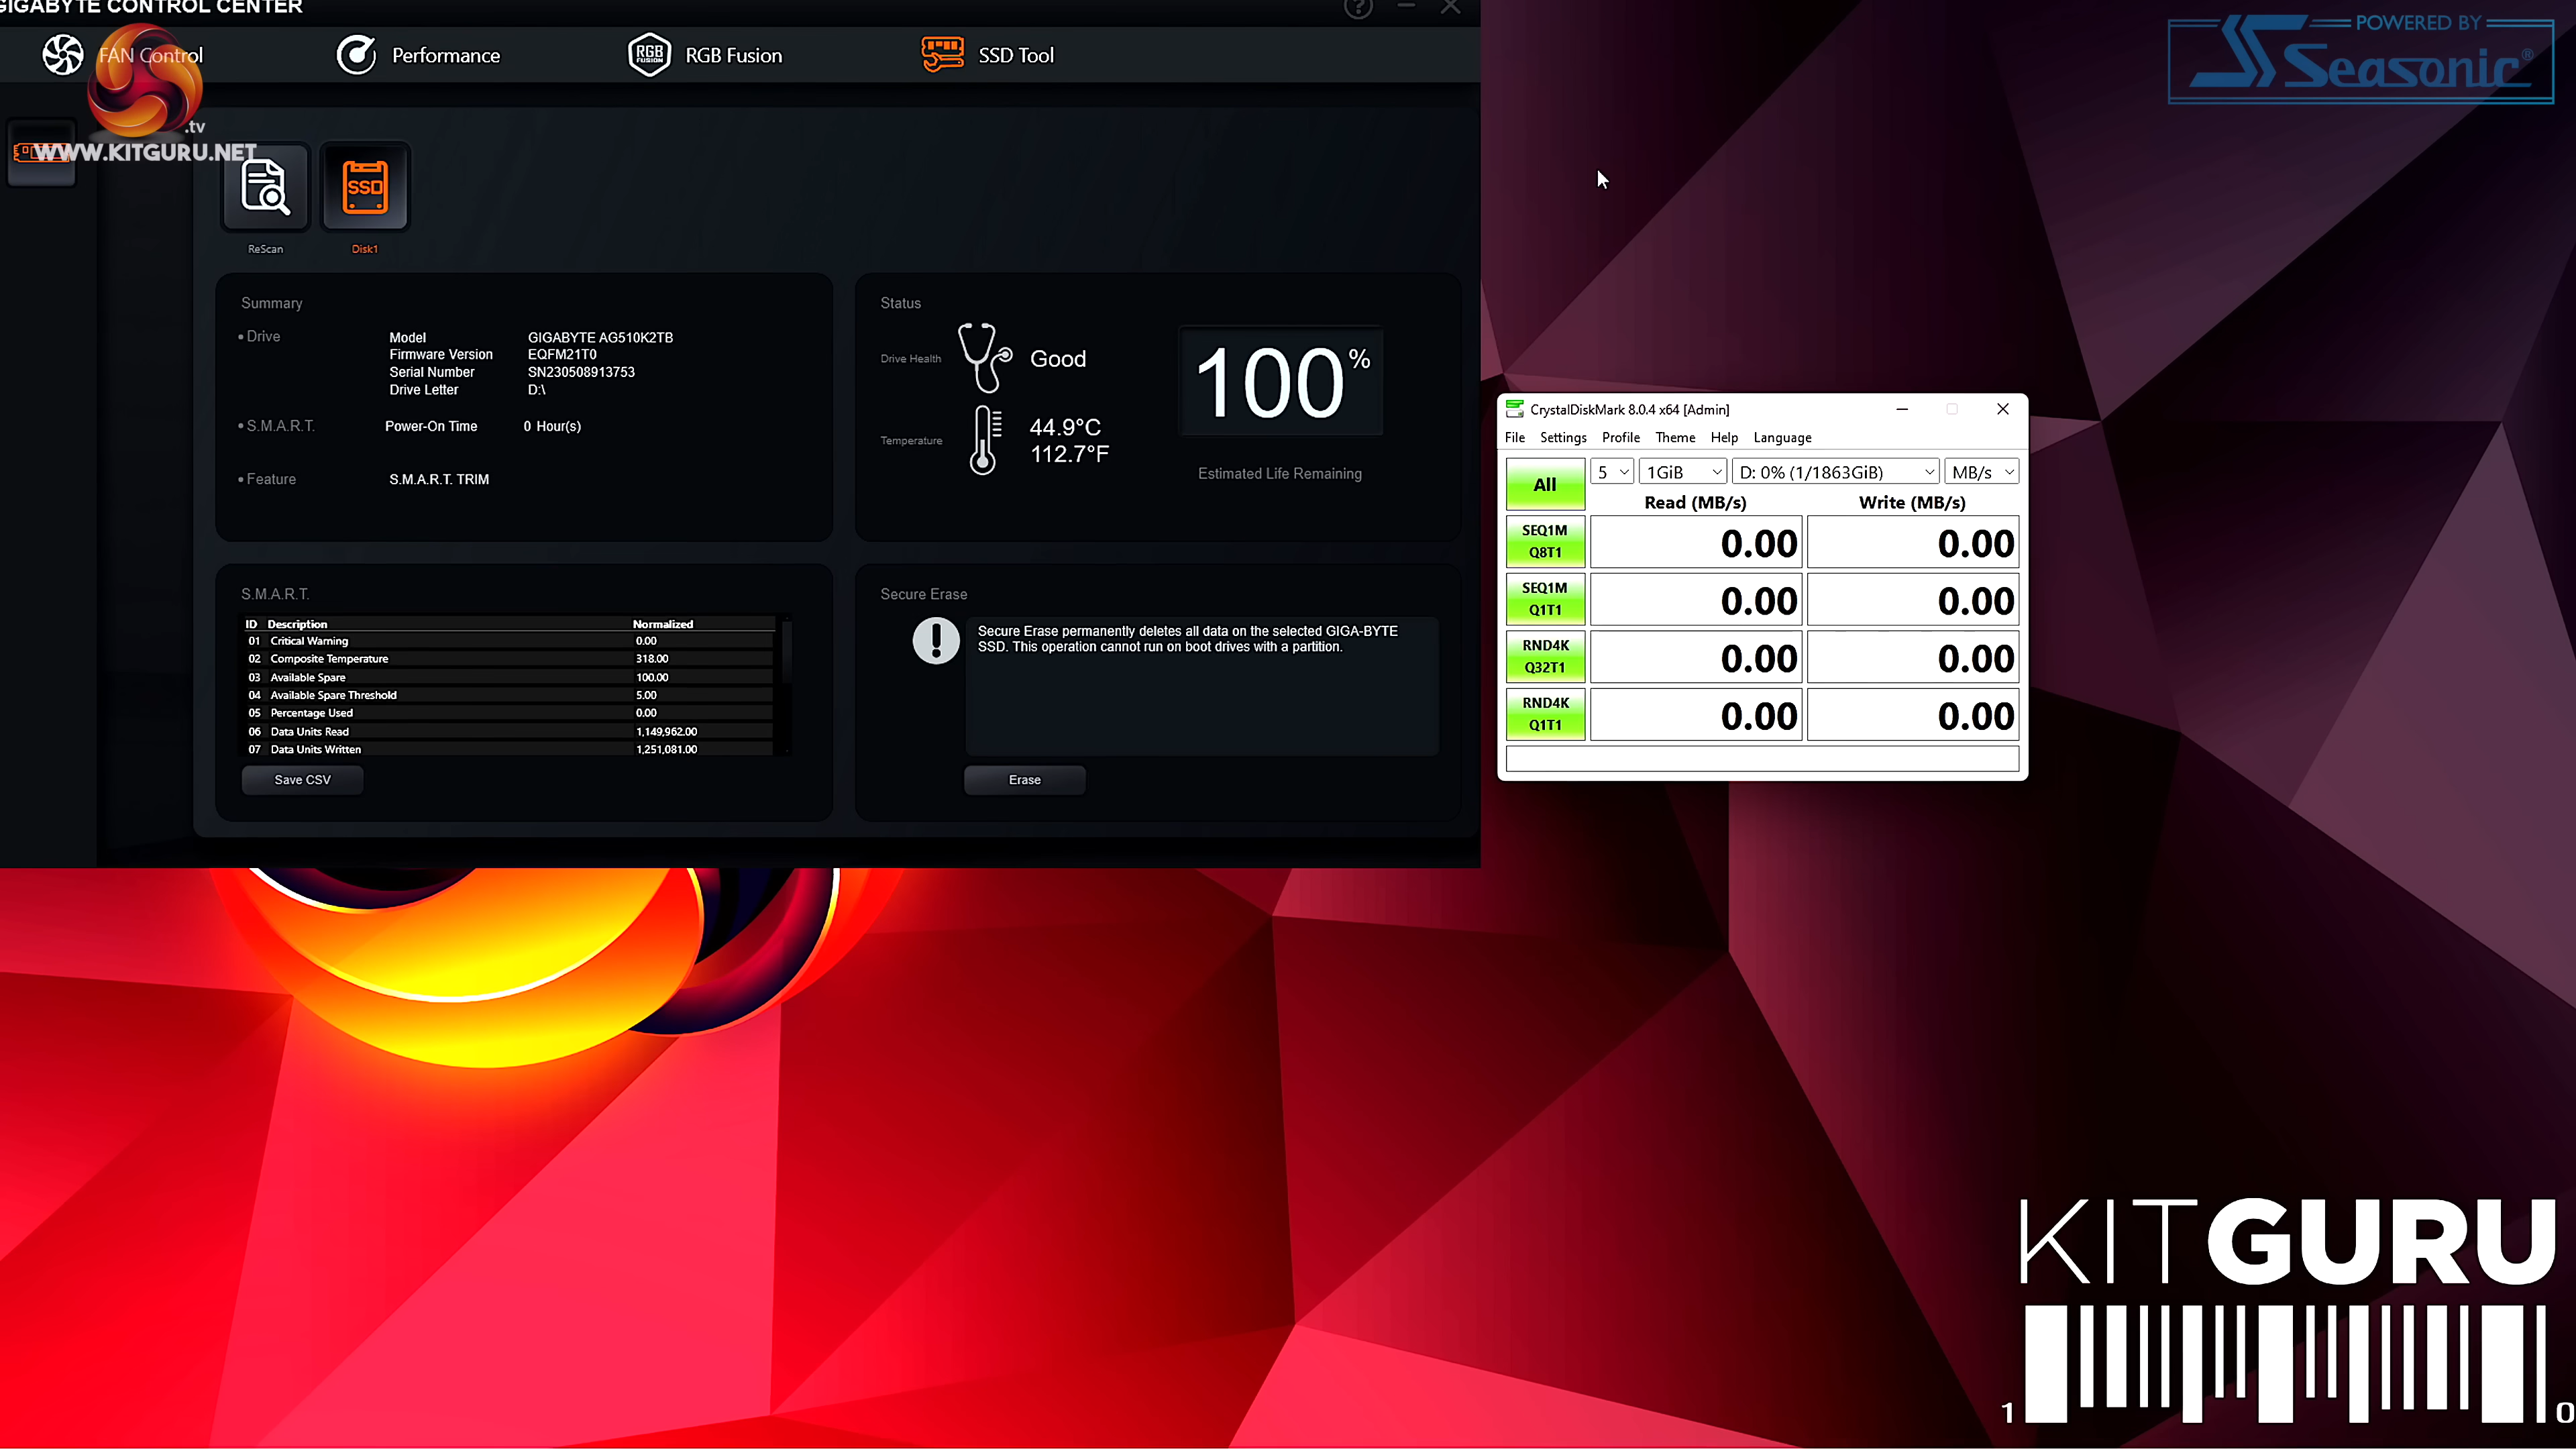 GIGABYTE CONTROL CENTER
FAN Control
Performance
RGB FUSION
RGB Fusion
SSD Tool
.tv
WWW.KITGURU.NET
POWERED BY
Seasonic®
SSD
ReScan
Disk1
Summary
• Drive
Model GIGABYTE AG510K2TB
Firmware Version EQFM21T0
Serial Number SN230508913753
Drive Letter D:\
• S.M.A.R.T. Power-On Time 0 Hour(s)
• Feature S.M.A.R.T. TRIM
Status
Drive Health Good
Temperature 44.9°C
112.7°F
100%
Estimated Life Remaining
S.M.A.R.T.
ID Description Normalized
01 Critical Warning 0.00
02 Composite Temperature 318.00
03 Available Spare 100.00
04 Available Spare Threshold 5.00
05 Percentage Used 0.00
06 Data Units Read 1,149,962.00
07 Data Units Written 1,251,081.00
Save CSV
Secure Erase
Secure Erase permanently deletes all data on the selected GIGA-BYTE
SSD. This operation cannot run on boot drives with a partition.
Erase
CrystalDiskMark 8.0.4 x64 [Admin]
File Settings Profile Theme Help Language
All 5 1GiB D: 0% (1/1863GiB) MB/s
Read (MB/s) Write (MB/s)
SEQ1M
Q8T1 0.00 0.00
SEQ1M
Q1T1 0.00 0.00
RND4K
Q32T1 0.00 0.00
RND4K
Q1T1 0.00 0.00
KITGURU
1 0